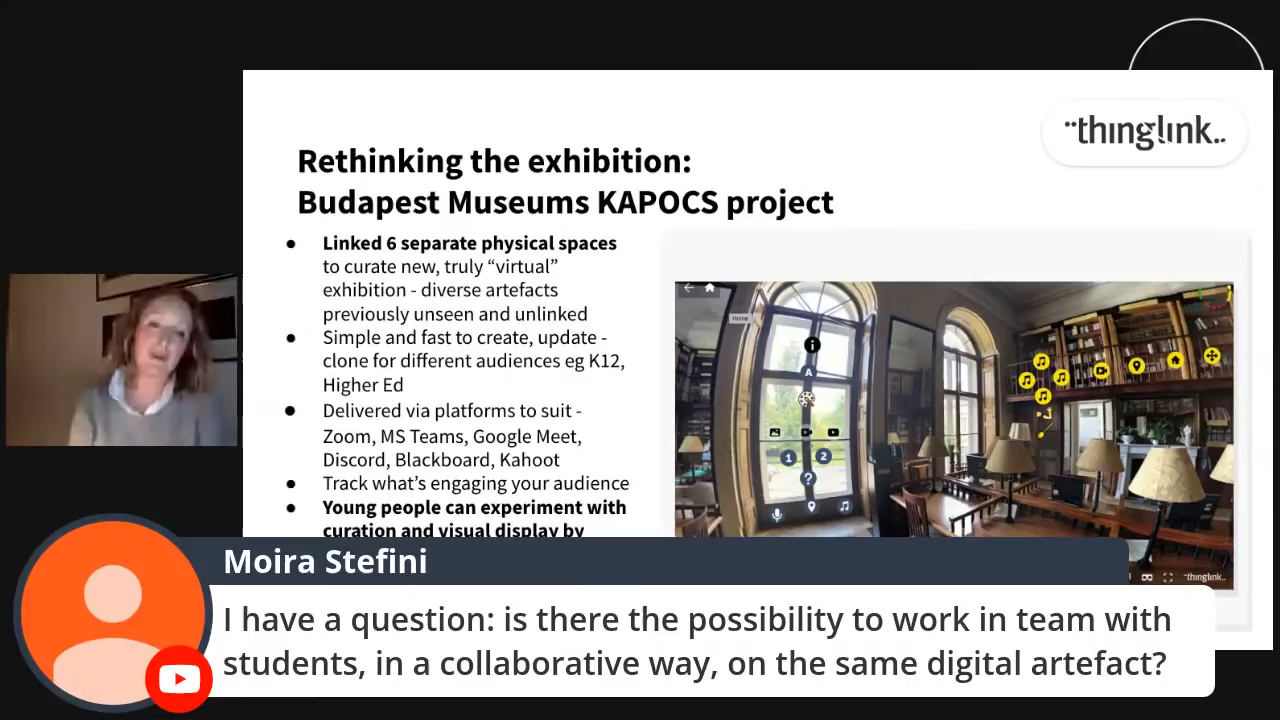 ¨thinglink..
Rethinking the exhibition:
Budapest Museums KAPOCS project
● Linked 6 separate physical spaces
to curate new, truly “virtual”
exhibition - diverse artefacts
previously unseen and unlinked
● Simple and fast to create, update -
clone for different audiences eg K12,
Higher Ed
● Delivered via platforms to suit -
Zoom, MS Teams, Google Meet,
Discord, Blackboard, Kahoot
● Track what’s engaging your audience
● Young people can experiment with
curation and visual display by
Home
i
A
1 2
?
¨thinglink..
Moira Stefini
I have a question: is there the possibility to work in team with
students, in a collaborative way, on the same digital artefact?